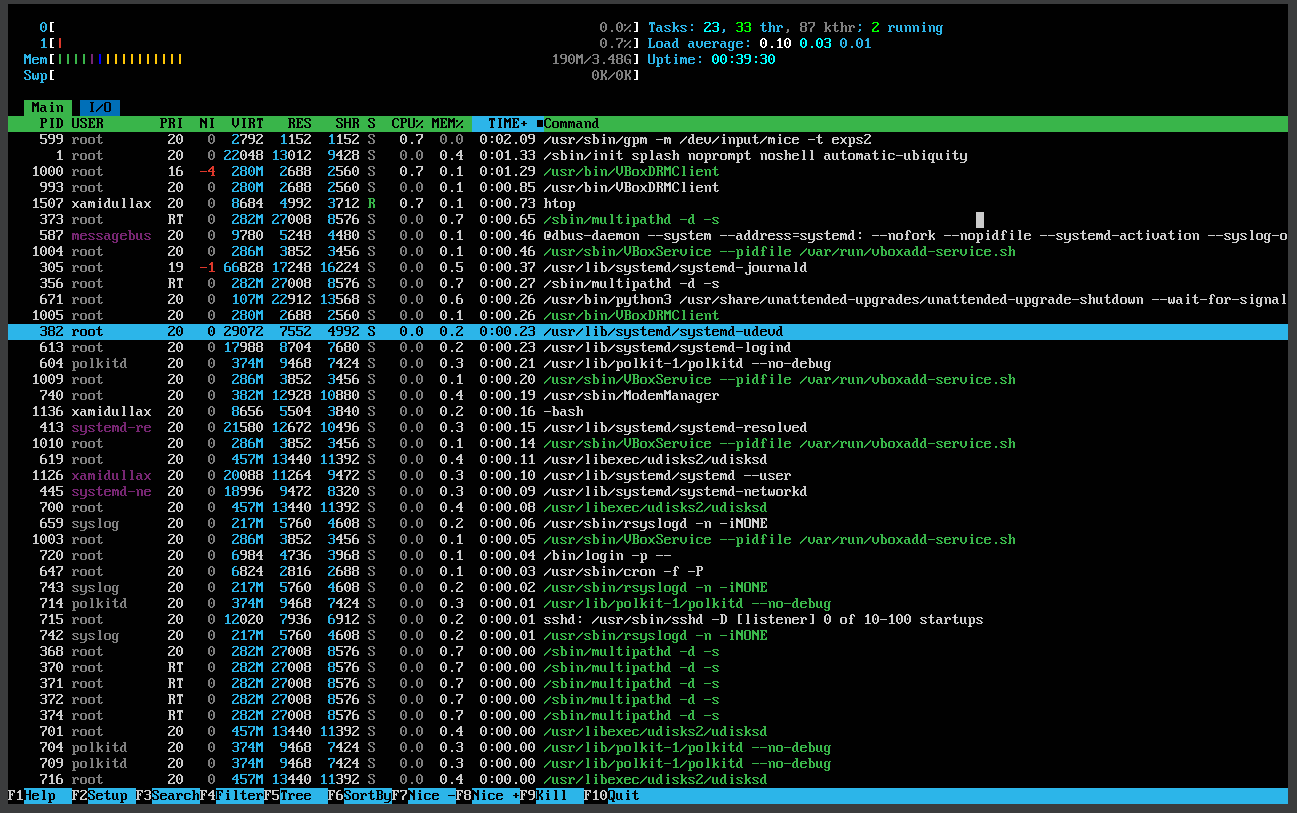 0[ 0.0%] Tasks: 23, 33 thr, 87 kthr; 2 running
1[| 0.7%] Load average: 0.10 0.03 0.01
Mem[|||||||||||||||| 190M/3.48G] Uptime: 00:39:30
Swp[ 0K/0K]
Main I/O
PID USER PRI NI VIRT RES SHR S CPU% MEM% TIME+ Command
599 root 20 0 2792 1152 1152 S 0.7 0.0 0:02.09 /usr/sbin/gpm -m /dev/input/mice -t exps2
1 root 20 0 22048 13012 9428 S 0.0 0.4 0:01.33 /sbin/init splash noprompt noshell automatic-ubiquity
1000 root 16 -4 280M 2688 2560 S 0.7 0.1 0:01.29 /usr/bin/VBoxDRMClient
993 root 20 0 280M 2688 2560 S 0.0 0.1 0:00.85 /usr/bin/VBoxDRMClient
1507 xamidullax 20 0 8684 4992 3712 R 0.7 0.1 0:00.73 htop
373 root RT 0 282M 27008 8576 S 0.0 0.7 0:00.65 /sbin/multipathd -d -s
587 messagebus 20 0 9780 5248 4480 S 0.0 0.1 0:00.46 @dbus-daemon --system --address=systemd: --nofork --nopidfile --systemd-activation --syslog-o
1004 root 20 0 286M 3852 3456 S 0.0 0.1 0:00.46 /usr/sbin/VBoxService --pidfile /var/run/vboxadd-service.sh
305 root 19 -1 66828 17248 16224 S 0.0 0.5 0:00.37 /usr/lib/systemd/systemd-journald
356 root RT 0 282M 27008 8576 S 0.0 0.7 0:00.26 /sbin/multipathd -d -s
671 root 20 0 107M 22912 13568 S 0.0 0.6 0:00.26 /usr/bin/python3 /usr/share/unattended-upgrades/unattended-upgrade-shutdown --wait-for-signal
1005 root 20 0 280M 2688 2560 S 0.0 0.1 0:00.26 /usr/bin/VBoxDRMClient
382 root 20 0 29072 7552 4992 S 0.0 0.2 0:00.23 /usr/lib/systemd/systemd-udevd
613 root 20 0 17988 8704 7680 S 0.0 0.2 0:00.23 /usr/lib/systemd/systemd-logind
604 polkitd 20 0 374M 9468 7424 S 0.0 0.3 0:00.21 /usr/lib/polkit-1/polkitd --no-debug
1009 root 20 0 286M 3852 3456 S 0.0 0.1 0:00.20 /usr/sbin/VBoxService --pidfile /var/run/vboxadd-service.sh
740 root 20 0 382M 12928 10880 S 0.0 0.4 0:00.19 /usr/sbin/ModemManager
1136 xamidullax 20 0 8656 5504 3840 S 0.0 0.2 0:00.16 -bash
413 systemd-re 20 0 21580 12672 10496 S 0.0 0.3 0:00.15 /usr/lib/systemd/systemd-resolved
1010 root 20 0 286M 3852 3456 S 0.0 0.1 0:00.14 /usr/sbin/VBoxService --pidfile /var/run/vboxadd-service.sh
619 root 20 0 457M 13440 11392 S 0.0 0.4 0:00.11 /usr/libexec/udisks2/udisksd
1126 xamidullax 20 0 20088 11264 9472 S 0.0 0.3 0:00.10 /usr/lib/systemd/systemd --user
445 systemd-ne 20 0 18996 9472 8320 S 0.0 0.3 0:00.09 /usr/lib/systemd/systemd-networkd
700 root 20 0 457M 13440 11392 S 0.0 0.4 0:00.08 /usr/libexec/udisks2/udisksd
659 syslog 20 0 217M 5760 4608 S 0.0 0.2 0:00.06 /usr/sbin/rsyslogd -n -iNONE
1003 root 20 0 286M 3852 3456 S 0.0 0.1 0:00.05 /usr/sbin/VBoxService --pidfile /var/run/vboxadd-service.sh
720 root 20 0 6984 4736 3968 S 0.0 0.1 0:00.04 /bin/login -p --
647 root 20 0 6824 2816 2688 S 0.0 0.1 0:00.03 /usr/sbin/cron -f -P
743 syslog 20 0 217M 5760 4608 S 0.0 0.2 0:00.02 /usr/sbin/rsyslogd -n -iNONE
714 polkitd 20 0 374M 9468 7424 S 0.0 0.3 0:00.01 /usr/lib/polkit-1/polkitd --no-debug
715 root 20 0 12020 7936 6912 S 0.0 0.2 0:00.01 sshd: /usr/sbin/sshd -D [listener] 0 of 10-100 startups
742 syslog 20 0 217M 5760 4608 S 0.0 0.2 0:00.01 /usr/sbin/rsyslogd -n -iNONE
368 root 20 0 282M 27008 8576 S 0.0 0.7 0:00.00 /sbin/multipathd -d -s
370 root RT 0 282M 27008 8576 S 0.0 0.7 0:00.00 /sbin/multipathd -d -s
371 root RT 0 282M 27008 8576 S 0.0 0.7 0:00.00 /sbin/multipathd -d -s
372 root RT 0 282M 27008 8576 S 0.0 0.7 0:00.00 /sbin/multipathd -d -s
374 root RT 0 282M 27008 8576 S 0.0 0.7 0:00.00 /sbin/multipathd -d -s
701 root 20 0 457M 13440 11392 S 0.0 0.4 0:00.00 /usr/libexec/udisks2/udisksd
704 polkitd 20 0 374M 9468 7424 S 0.0 0.3 0:00.00 /usr/lib/polkit-1/polkitd --no-debug
709 polkitd 20 0 374M 9468 7424 S 0.0 0.3 0:00.00 /usr/lib/polkit-1/polkitd --no-debug
716 root 20 0 457M 13440 11392 S 0.0 0.4 0:00.00 /usr/libexec/udisks2/udisksd
F1Help F2Setup F3SearchF4FilterF5Tree F6SortByF7Nice -F8Nice +F9Kill F10Quit